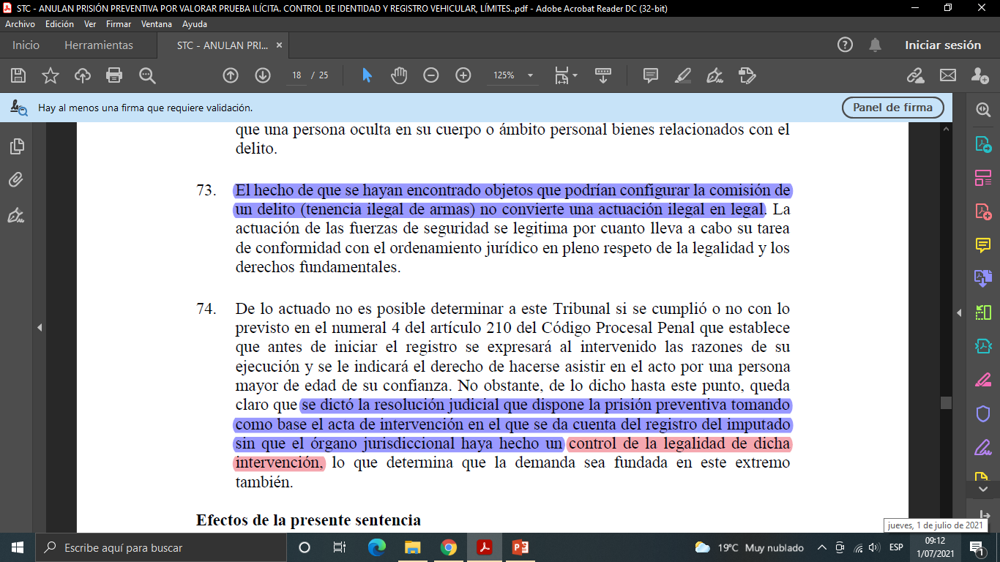 STC - ANULAN PRISIÓN PREVENTIVA POR VALORAR PRUEBA ILÍCITA. CONTROL DE IDENTIDAD Y REGISTRO VEHICULAR, LÍMITES..pdf - Adobe Acrobat Reader DC (32-bit)
Archivo Edición Ver Firmar Ventana Ayuda
Inicio Herramientas STC - ANULAN PRI... × Iniciar sesión
18 / 25 125%
Hay al menos una firma que requiere validación. Panel de firma
que una persona oculta en su cuerpo o ámbito personal bienes relacionados con el
delito.
73. El hecho de que se hayan encontrado objetos que podrían configurar la comisión de
un delito (tenencia ilegal de armas) no convierte una actuación ilegal en legal. La
actuación de las fuerzas de seguridad se legitima por cuanto lleva a cabo su tarea
de conformidad con el ordenamiento jurídico en pleno respeto de la legalidad y los
derechos fundamentales.
74. De lo actuado no es posible determinar a este Tribunal si se cumplió o no con lo
previsto en el numeral 4 del artículo 210 del Código Procesal Penal que establece
que antes de iniciar el registro se expresará al intervenido las razones de su
ejecución y se le indicará el derecho de hacerse asistir en el acto por una persona
mayor de edad de su confianza. No obstante, de lo dicho hasta este punto, queda
claro que se dictó la resolución judicial que dispone la prisión preventiva tomando
como base el acta de intervención en el que se da cuenta del registro del imputado
sin que el órgano jurisdiccional haya hecho un control de la legalidad de dicha
intervención, lo que determina que la demanda sea fundada en este extremo
también.
Efectos de la presente sentencia
jueves, 1 de julio de 2021
Escribe aquí para buscar 19°C Muy nublado ESP 09:12
1/07/2021 1